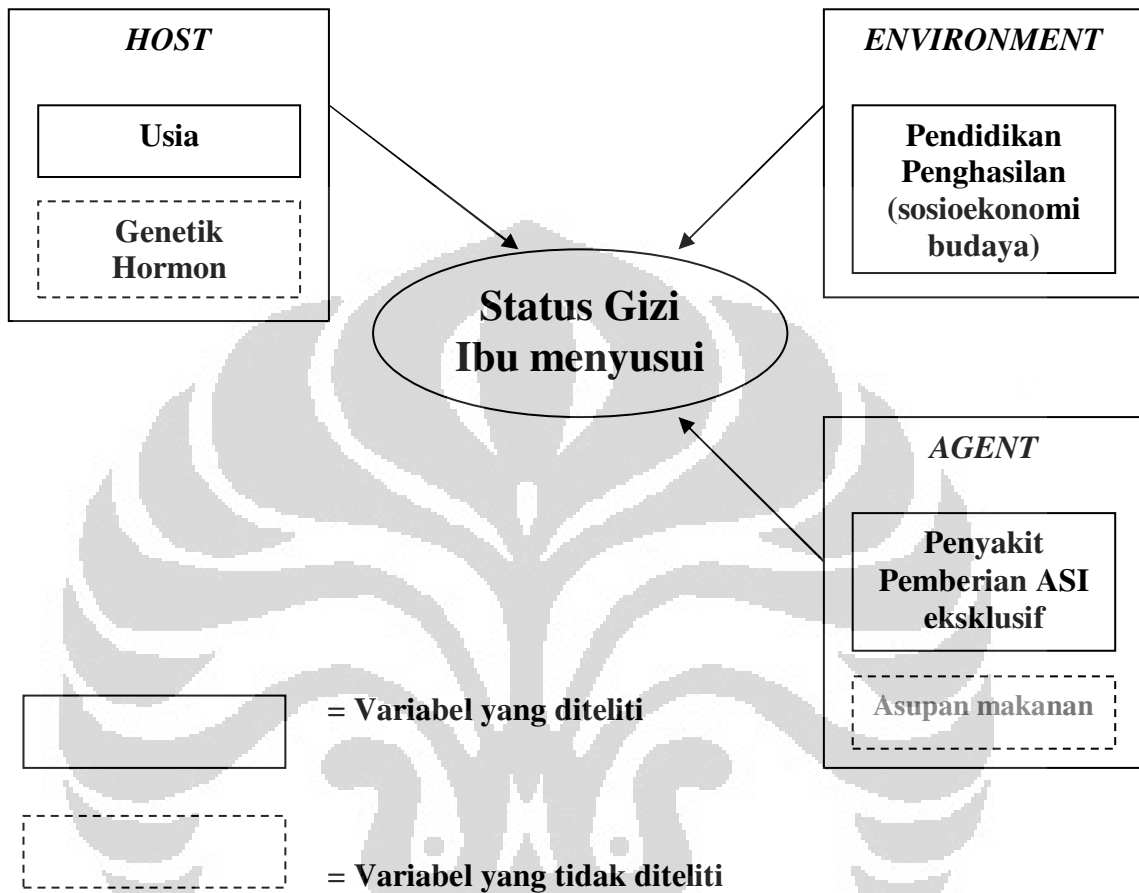 HOST
Usia
Genetik
Hormon
ENVIRONMENT
Pendidikan
Penghasilan
(sosioekonomi
budaya)
Status Gizi
Ibu menyusui
AGENT
Penyakit
Pemberian ASI
eksklusif
Asupan makanan
= Variabel yang diteliti
= Variabel yang tidak diteliti